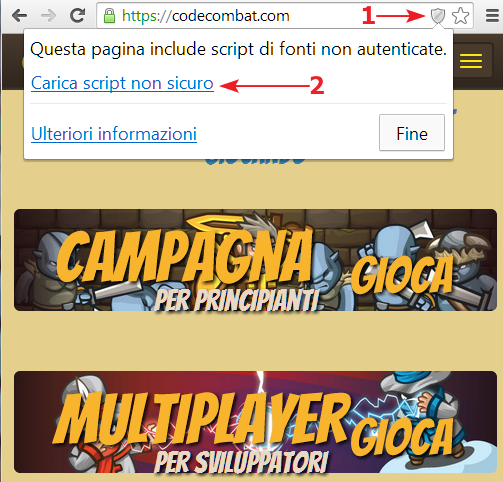 https://codecombat.com
1
Questa pagina include script di fonti non autenticate.
Carica script non sicuro
2
Ulteriori informazioni
Fine
GIOCANDO
CAMPAGNA
GIOCA
PER PRINCIPIANTI
MULTIPLAYER
GIOCA
PER SVILUPPATORI